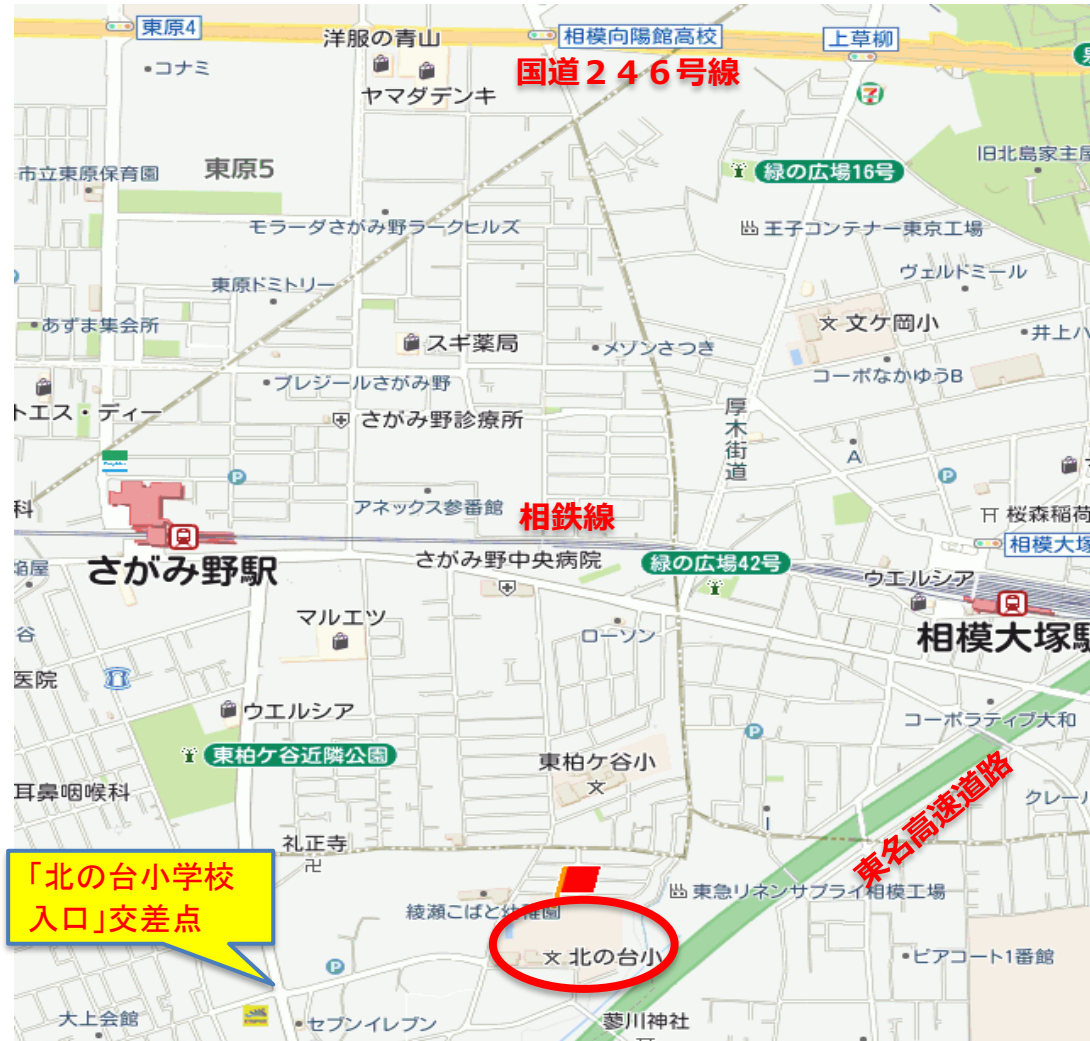 東原4
洋服の青山
相模向陽館高校
上草柳
コナミ
国道246号線
ヤマダデンキ
7
市立東原保育園
東原5
旧北島家主屋
緑の広場16号
モラーダさがみ野ラークヒルズ
王子コンテナー東京工場
ヴェルドミール
東原ドミトリー
あずま集会所
文ケ岡小
スギ薬局
メゾンさつき
井上ハ
プレジールさがみ野
コーポなかゆうB
トエス・ディー
さがみ野診療所
厚木街道
A
P
P
アネックス参番館
相鉄線
科
桜森稲荷
さがみ野中央病院
緑の広場42号
相模大塚
さがみ野駅
ウエルシア
マルエツ
ローソン
相模大塚駅
谷
医院
ウエルシア
コーポラティブ大和
P
東柏ケ谷近隣公園
東柏ケ谷小
文
耳鼻咽喉科
I
クレール
東名高速道路
礼正寺
卍
「北の台小学校
入口」交差点
東急リネンサプライ相模工場
綾瀬こばと幼稚園
文 北の台小
P
ピアコート1番館
大上会館
セブンイレブン
蓼川神社